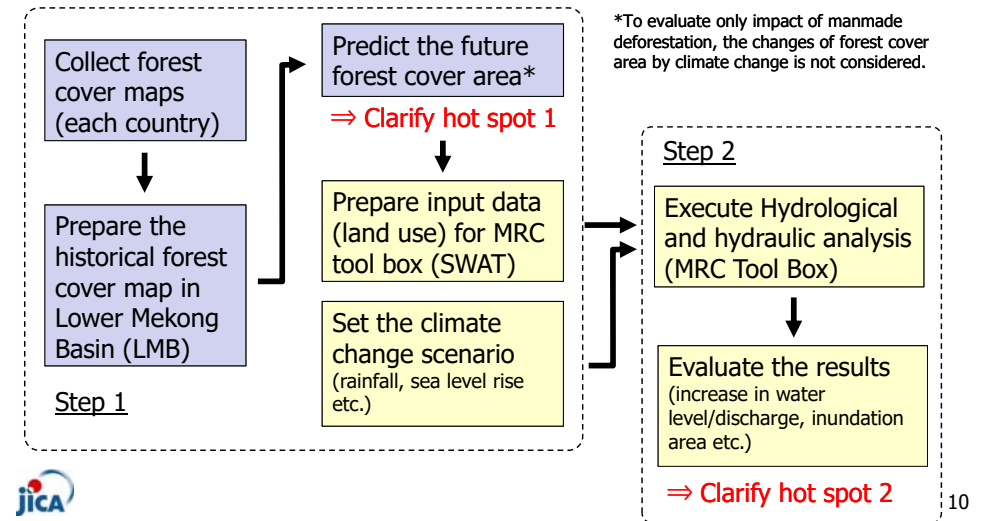 Collect forest
cover maps
(each country)
Prepare the
historical forest
cover map in
Lower Mekong
Basin (LMB)
Step 1
Predict the future
forest cover area*
⇒ Clarify hot spot 1
Prepare input data
(land use) for MRC
tool box (SWAT)
Set the climate
change scenario
(rainfall, sea level rise
etc.)
*To evaluate only impact of manmade
deforestation, the changes of forest cover
area by climate change is not considered.
Step 2
Execute Hydrological
and hydraulic analysis
(MRC Tool Box)
Evaluate the results
(increase in water
level/discharge, inundation
area etc.)
⇒ Clarify hot spot 2
jICA
10